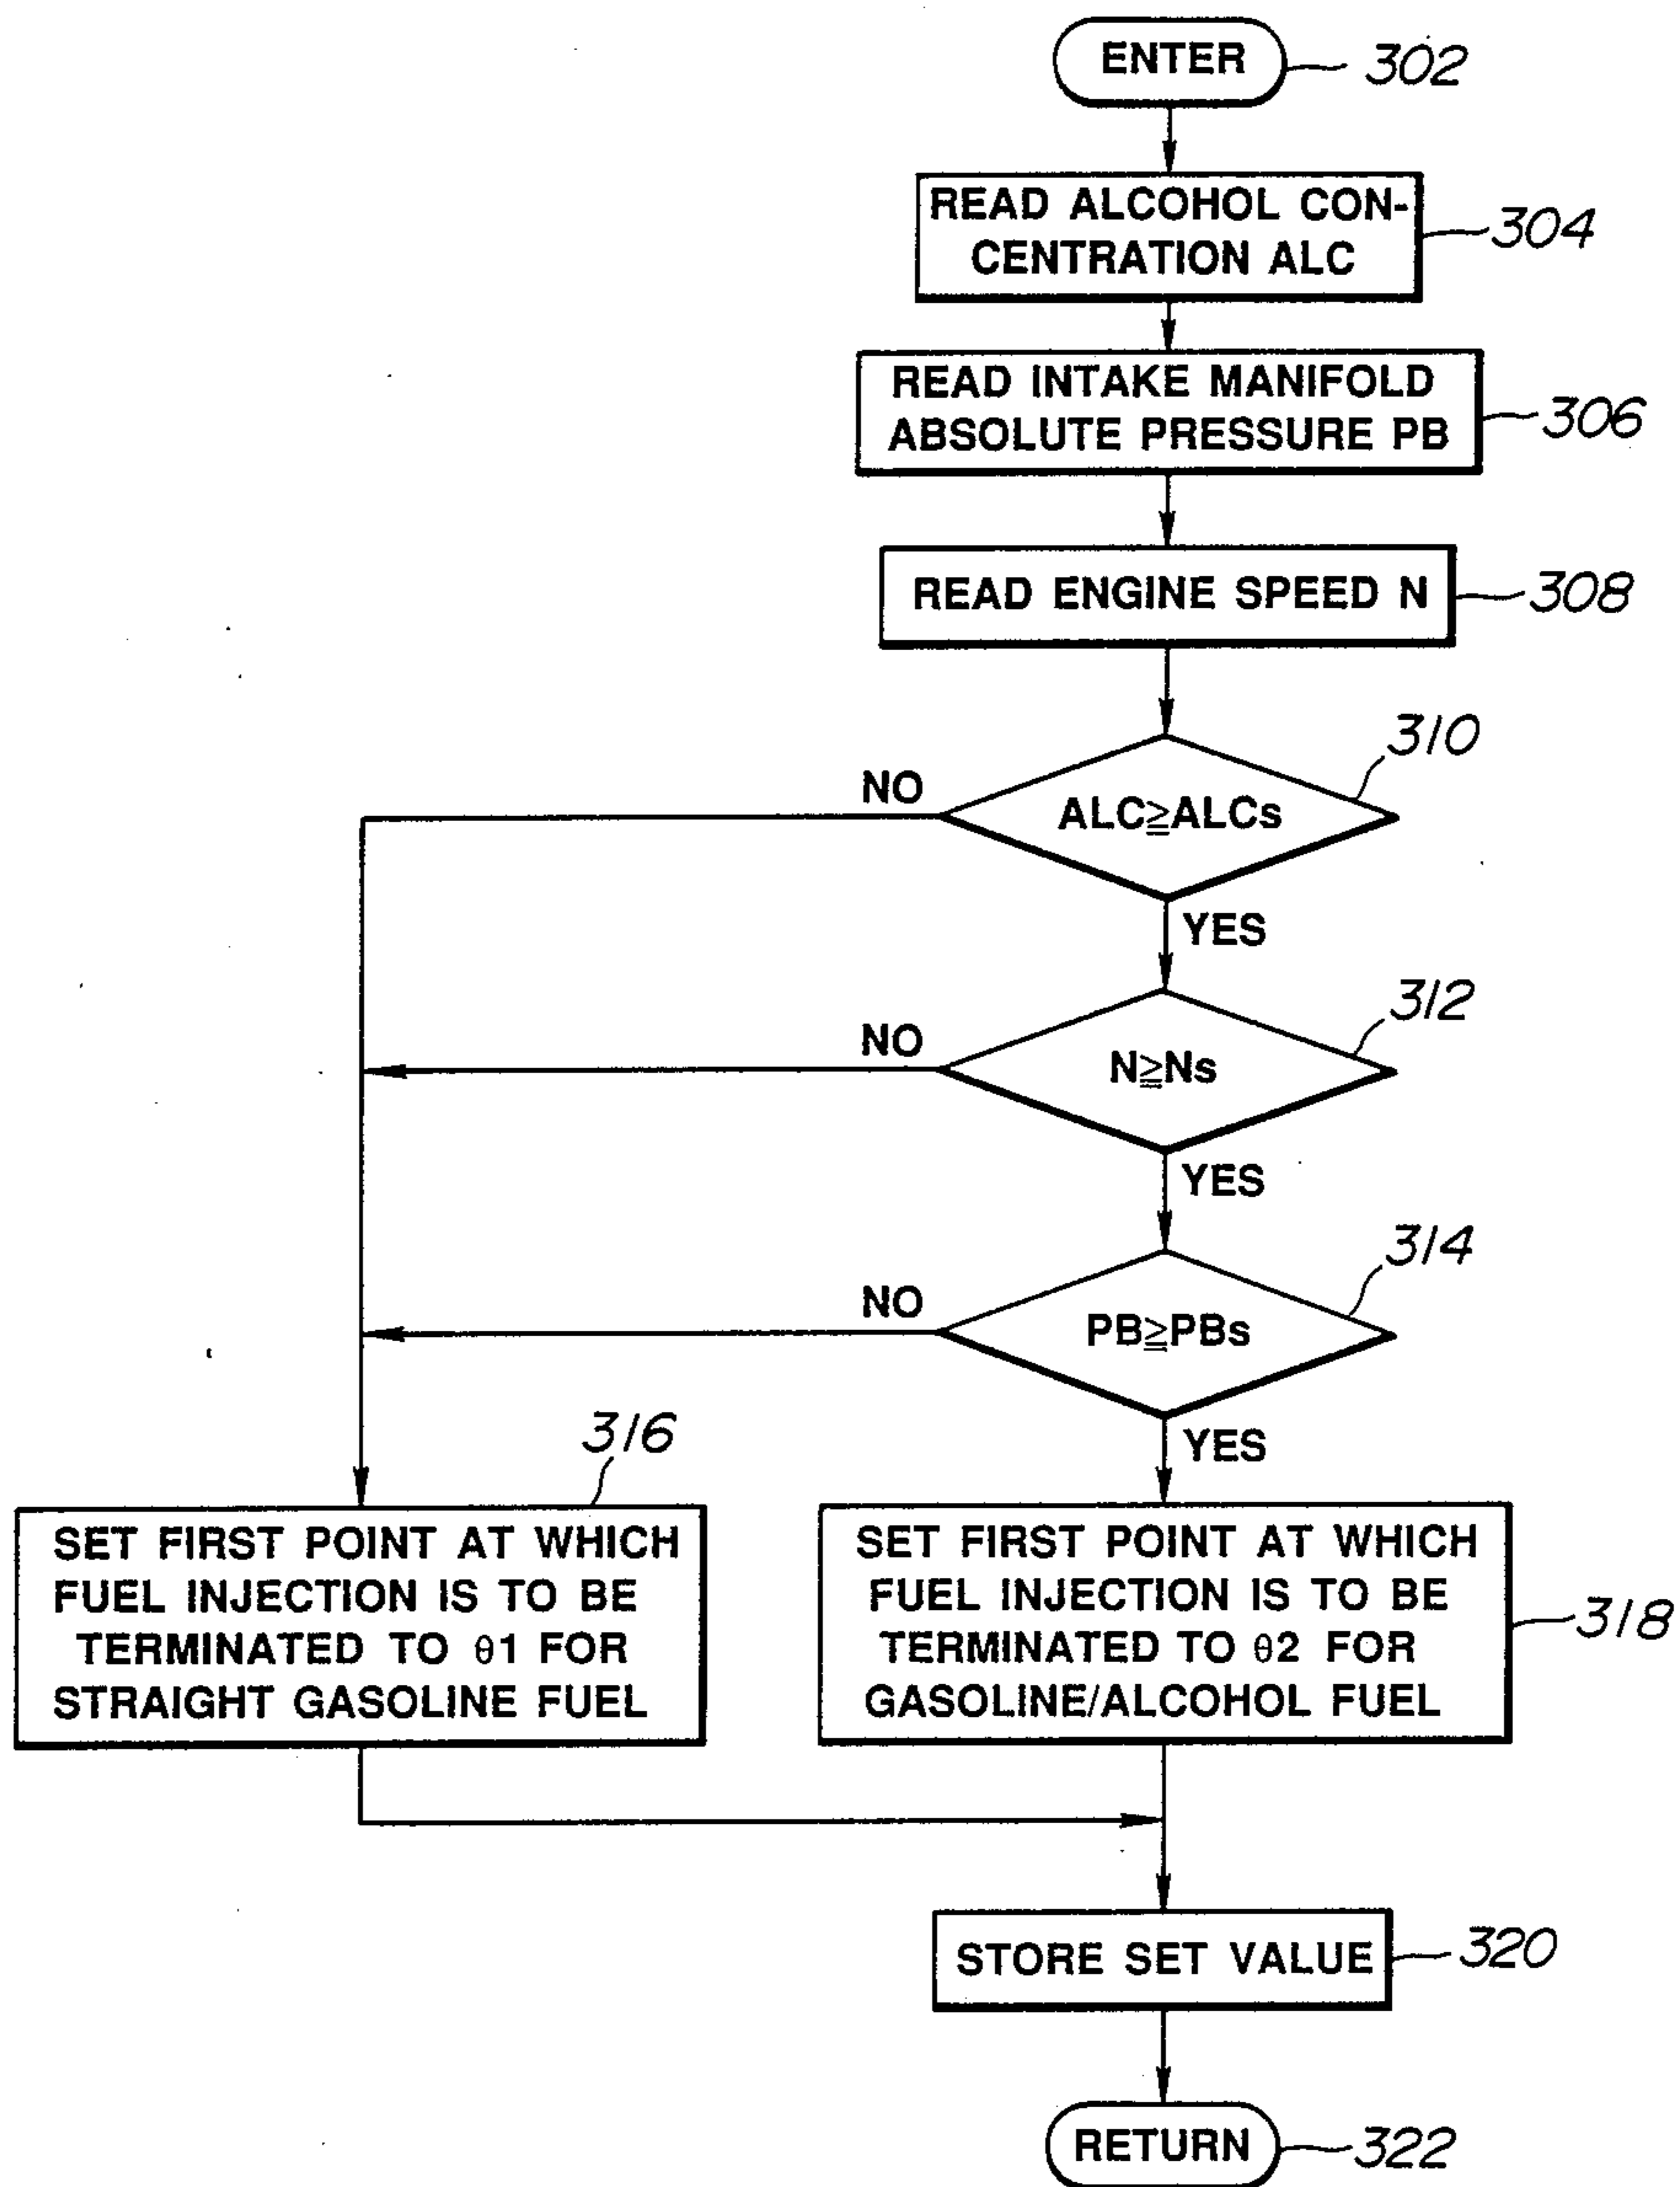 ENTER
302
READ ALCOHOL CON-
CENTRATION ALC
304
READ INTAKE MANIFOLD
ABSOLUTE PRESSURE PB
306
READ ENGINE SPEED N
308
310
NO
ALC≧ALCs
YES
312
NO
N≧Ns
YES
314
NO
PB≧PBs
YES
316
SET FIRST POINT AT WHICH
FUEL INJECTION IS TO BE
TERMINATED TO θ1 FOR
STRAIGHT GASOLINE FUEL
SET FIRST POINT AT WHICH
FUEL INJECTION IS TO BE
TERMINATED TO θ2 FOR
GASOLINE/ALCOHOL FUEL
318
STORE SET VALUE
320
RETURN
322